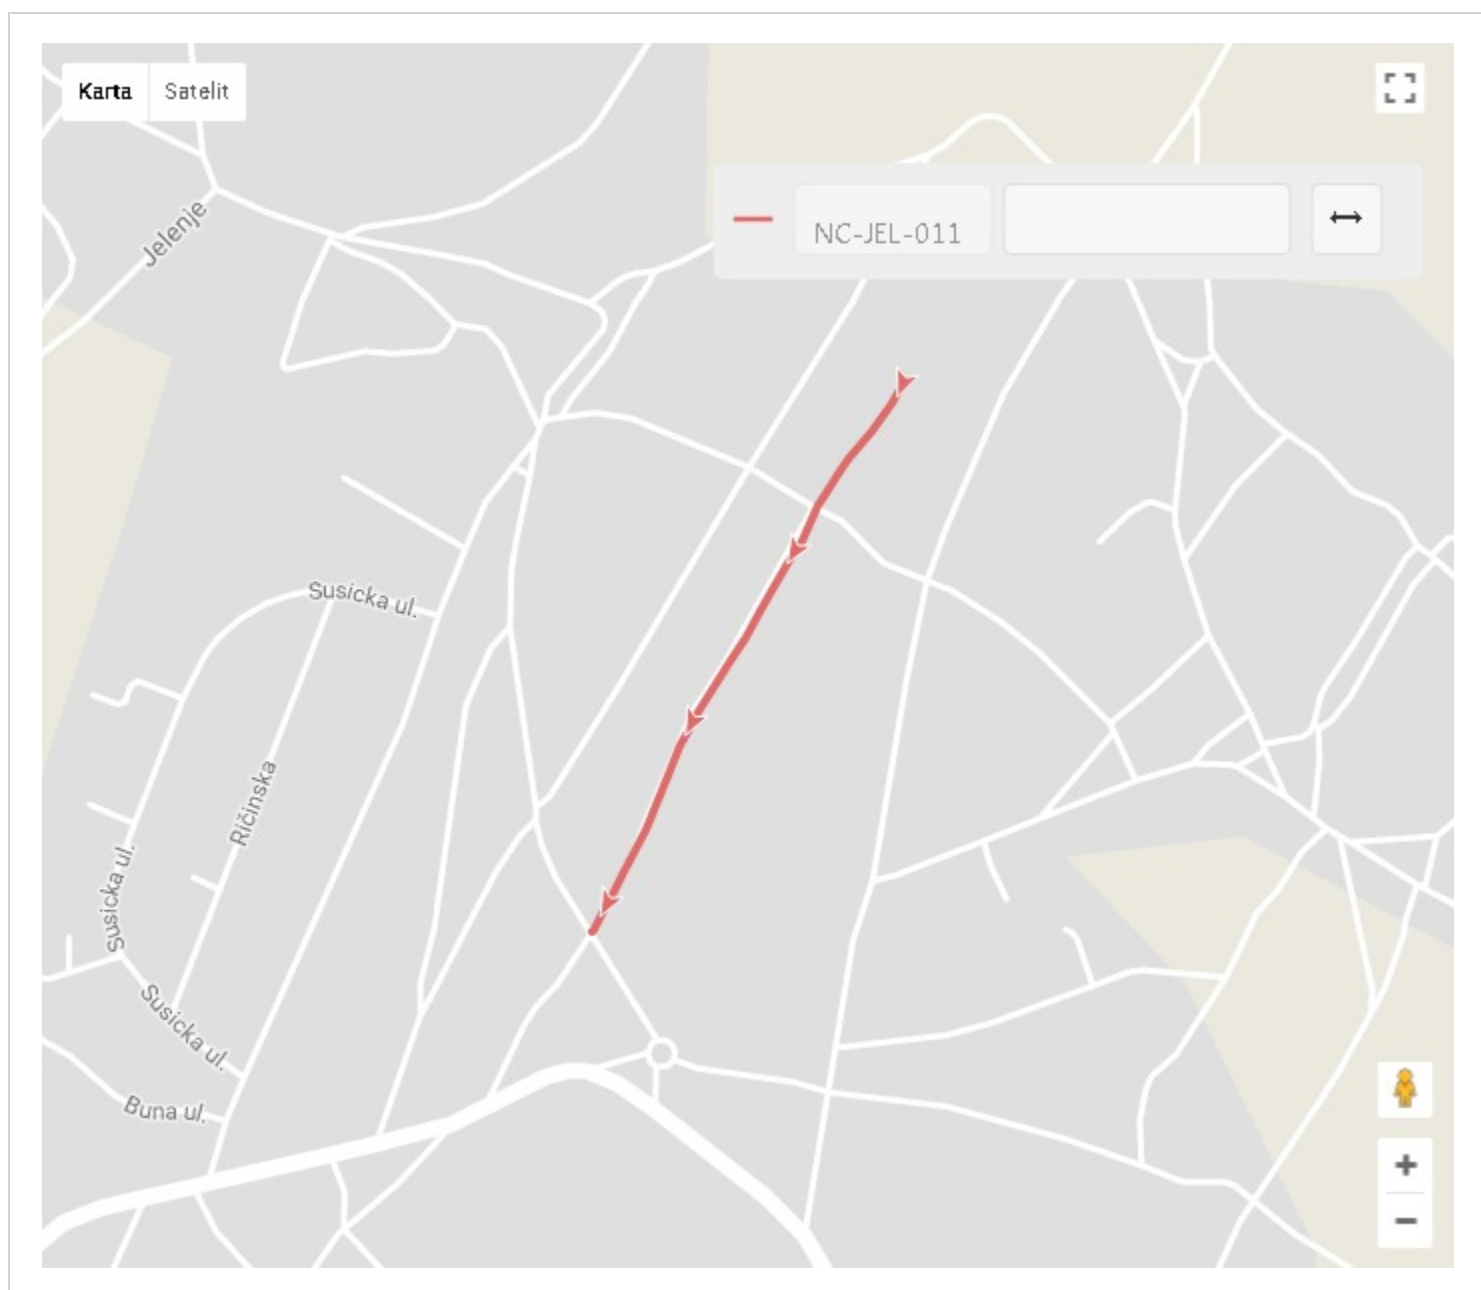 Karta
Satelit
NC-JEL-011
Jelenje
Susicka ul.
Ričinska
Susicka ul.
Susicka ul.
Buna ul.